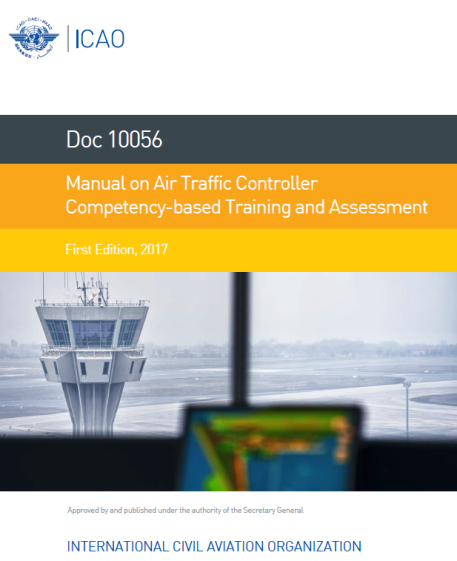 ICAO
Doc 10056
Manual on Air Traffic Controller
Competency-based Training and Assessment
First Edition, 2017
Approved by and published under the authority of the Secretary General
INTERNATIONAL CIVIL AVIATION ORGANIZATION